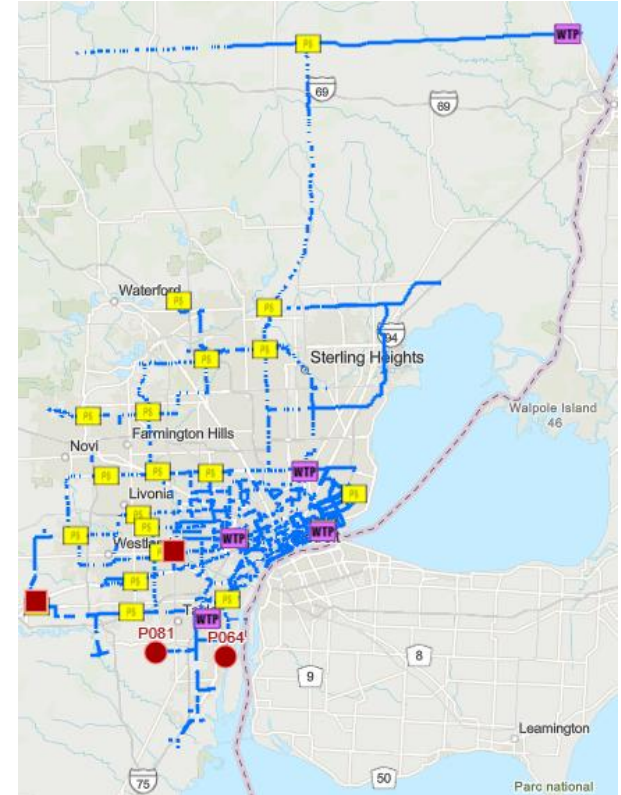 WTP
PS
69
69
Waterford
PS
PS
94
PS
PS
Sterling Heights
Walpole Island
46
PS
PS
Farmington Hills
Novi
PS
PS
PS
WTP
Livonia
PS
PS
PS
PS
WTP
WTP
PS
PS
PS
PS
WTP
P081
P064
8
9
Leamington
75
50
Parc national